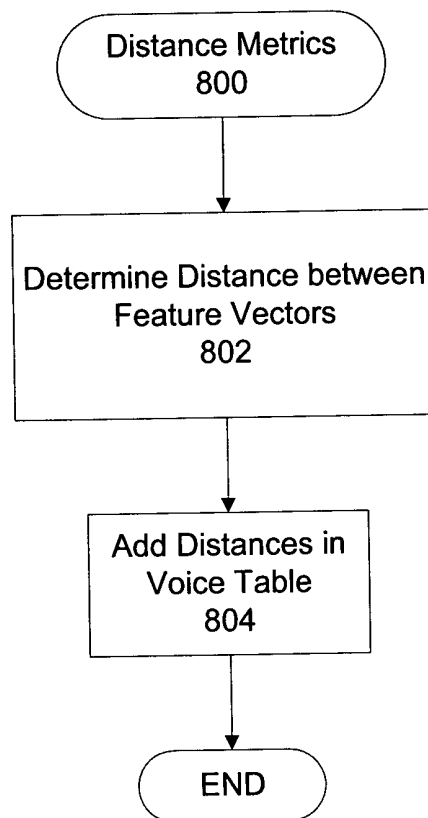 Distance Metrics
800
Determine Distance between
Feature Vectors
802
Add Distances in
Voice Table
804
END